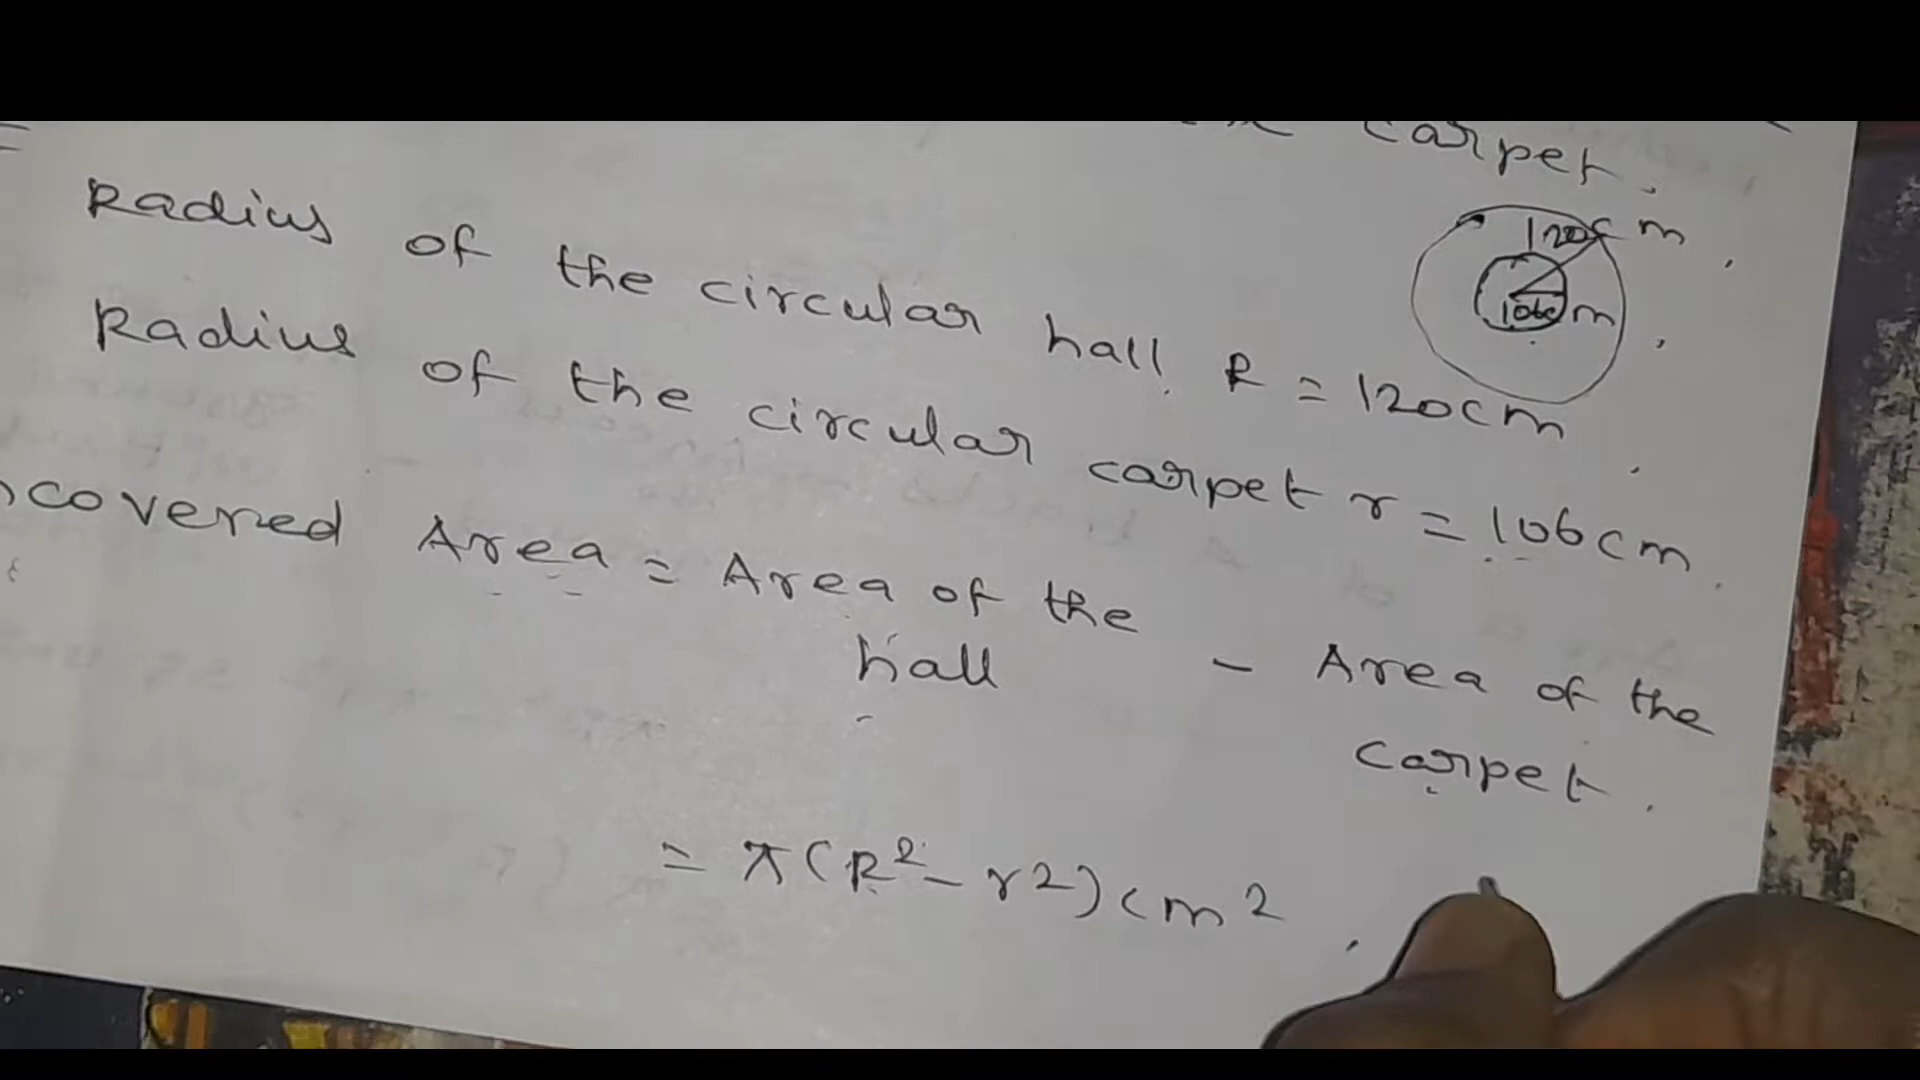 carpet.
120cm.
106cm.
Radius of the circular hall R = 120cm.
Radius of the circular carpet r = 106cm.
covered Area = Area of the hall - Area of the carpet.
= π(R² - r²) cm².